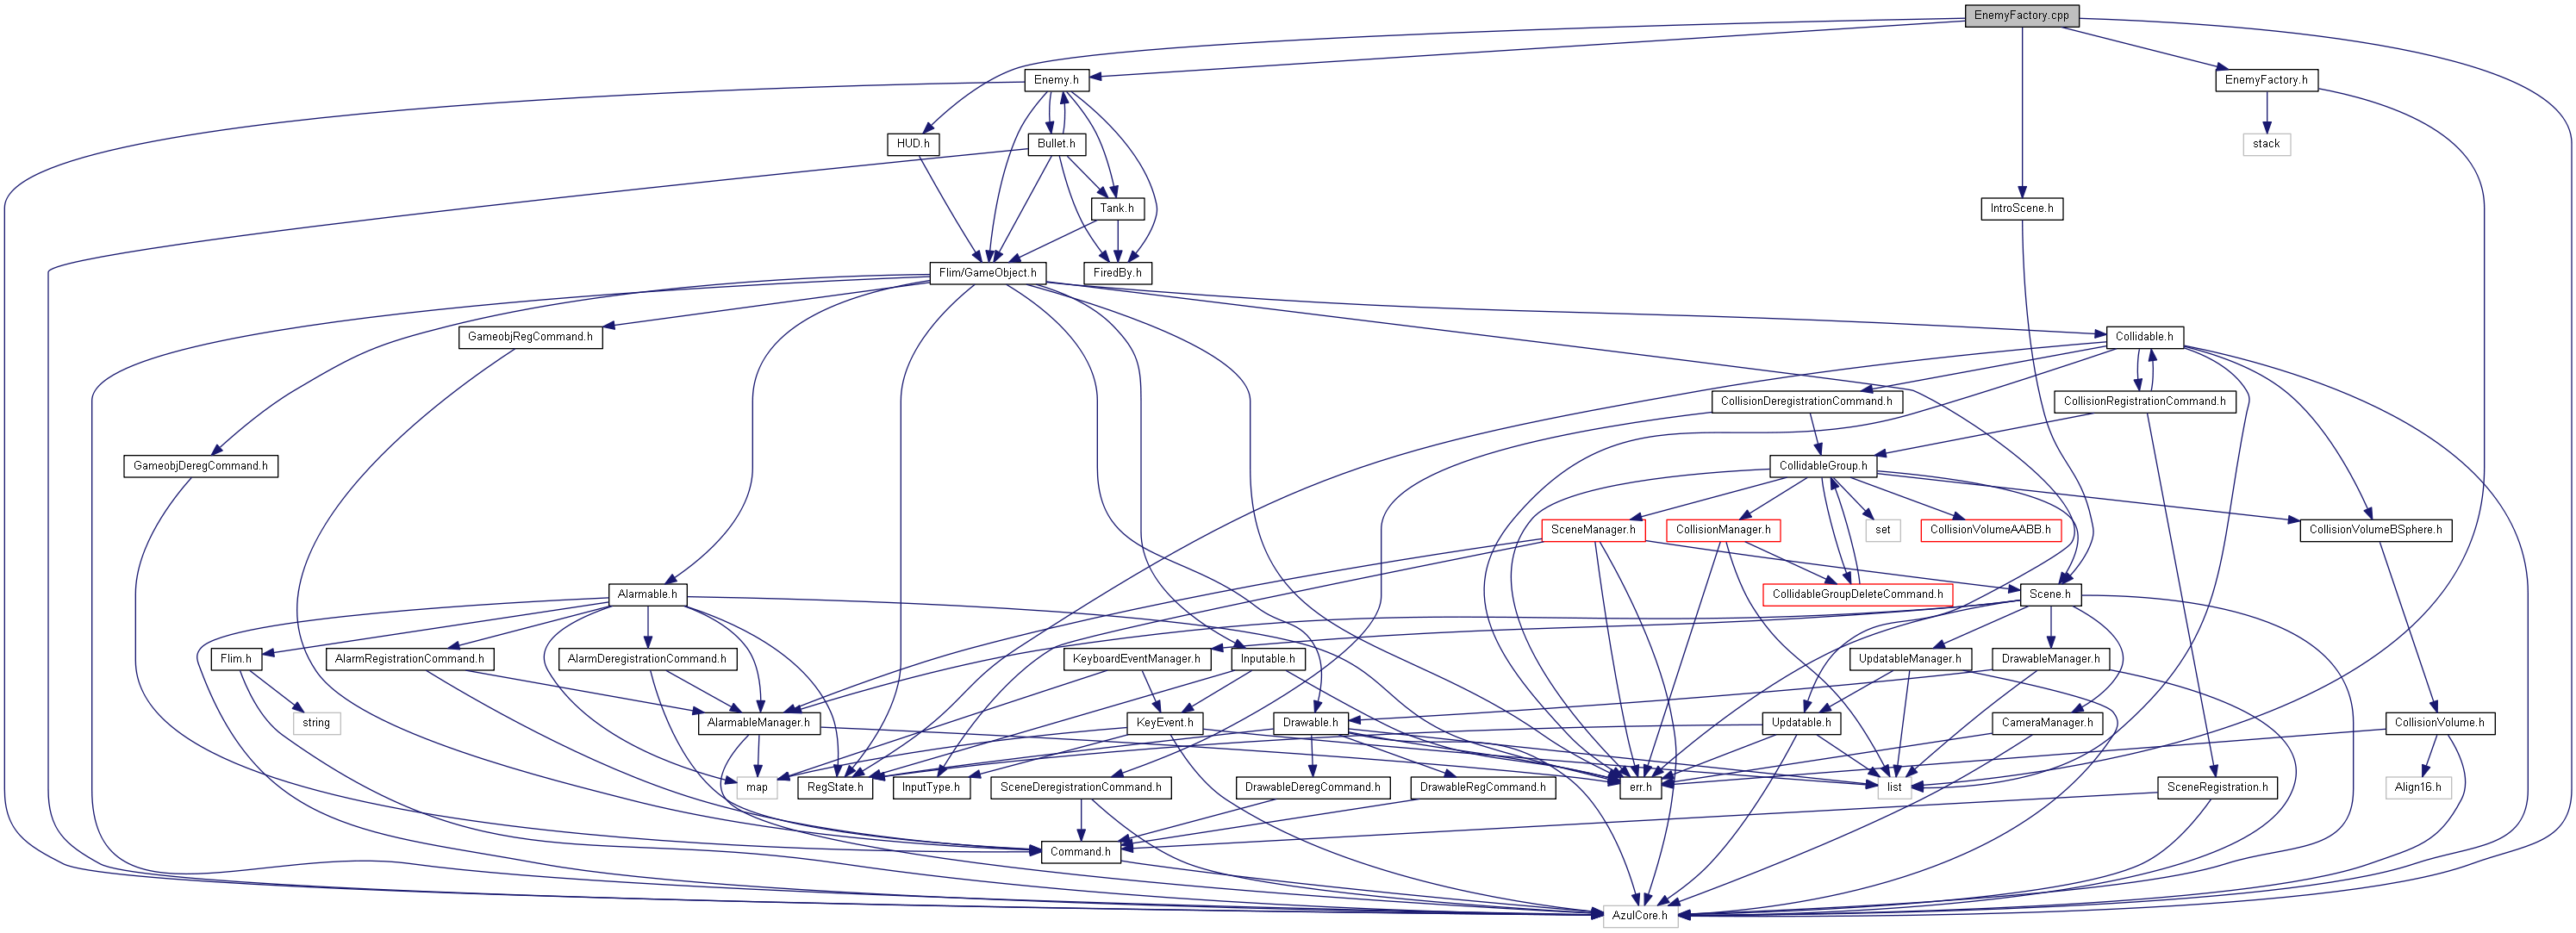 EnemyFactory.cpp
Enemy.h
EnemyFactory.h
HUD.h
Bullet.h
stack
Tank.h
IntroScene.h
Flim/GameObject.h
FiredBy.h
GameobjRegCommand.h
Collidable.h
CollisionDeregistrationCommand.h
CollisionRegistrationCommand.h
GameobjDeregCommand.h
CollidableGroup.h
SceneManager.h
CollisionManager.h
set
CollisionVolumeAABB.h
CollisionVolumeBSphere.h
Alarmable.h
CollidableGroupDeleteCommand.h
Scene.h
Flim.h
AlarmRegistrationCommand.h
AlarmDeregistrationCommand.h
KeyboardEventManager.h
Inputable.h
UpdatableManager.h
DrawableManager.h
string
AlarmableManager.h
KeyEvent.h
Drawable.h
Updatable.h
CameraManager.h
CollisionVolume.h
map
RegState.h
InputType.h
SceneDeregistrationCommand.h
DrawableDeregCommand.h
DrawableRegCommand.h
err.h
list
Align16.h
SceneRegistration.h
Command.h
AzulCore.h